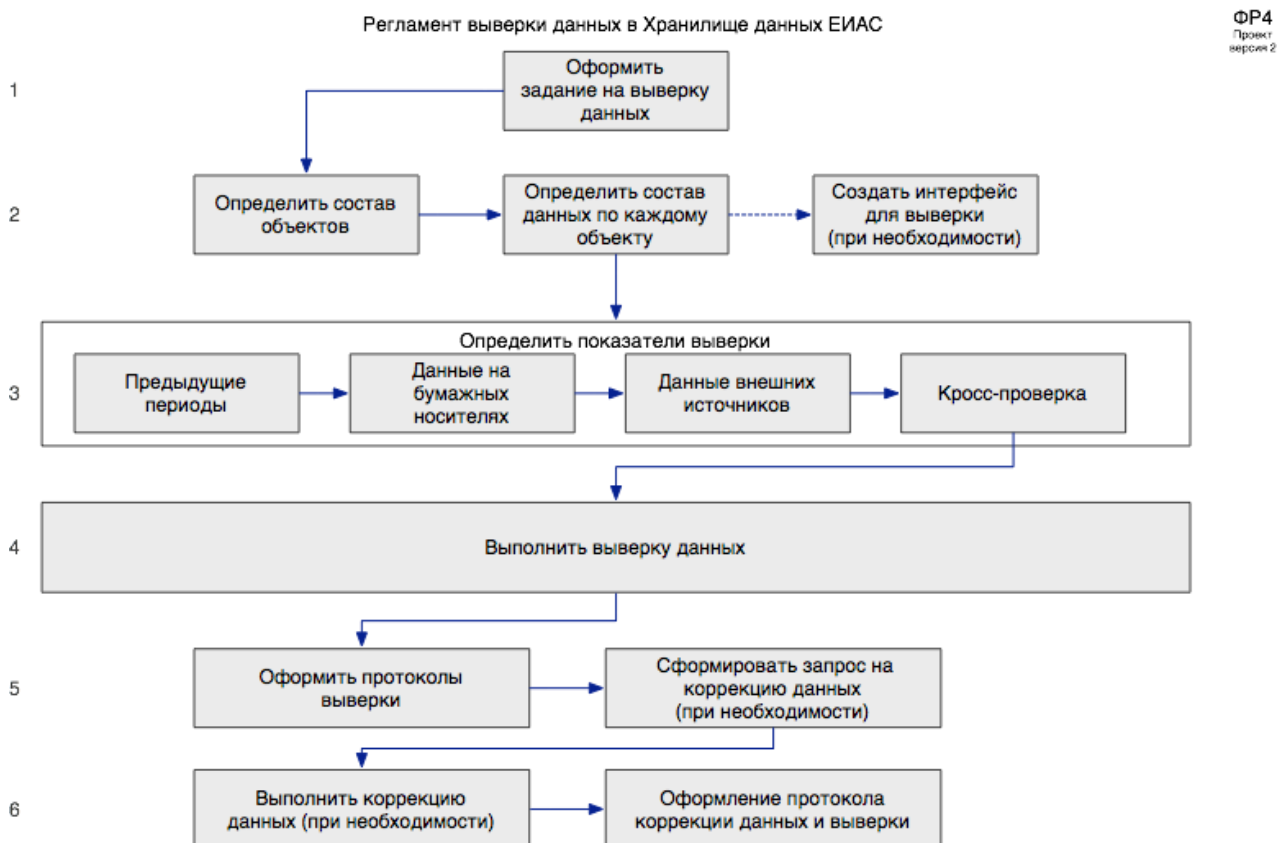 Регламент выверки данных в Хранилище данных ЕИАС
ФР4
Проект
версия 2
1
Оформить
задание на выверку
данных
2
Определить состав
объектов
Определить состав
данных по каждому
объекту
Создать интерфейс
для выверки
(при необходимости)
Определить показатели выверки
3
Предыдущие
периоды
Данные на
бумажных
носителях
Данные внешних
источников
Кросс-проверка
4
Выполнить выверку данных
5
Оформить протоколы
выверки
Сформировать запрос на
коррекцию данных
(при необходимости)
6
Выполнить коррекцию
данных (при необходимости)
Оформление протокола
коррекции данных и выверки